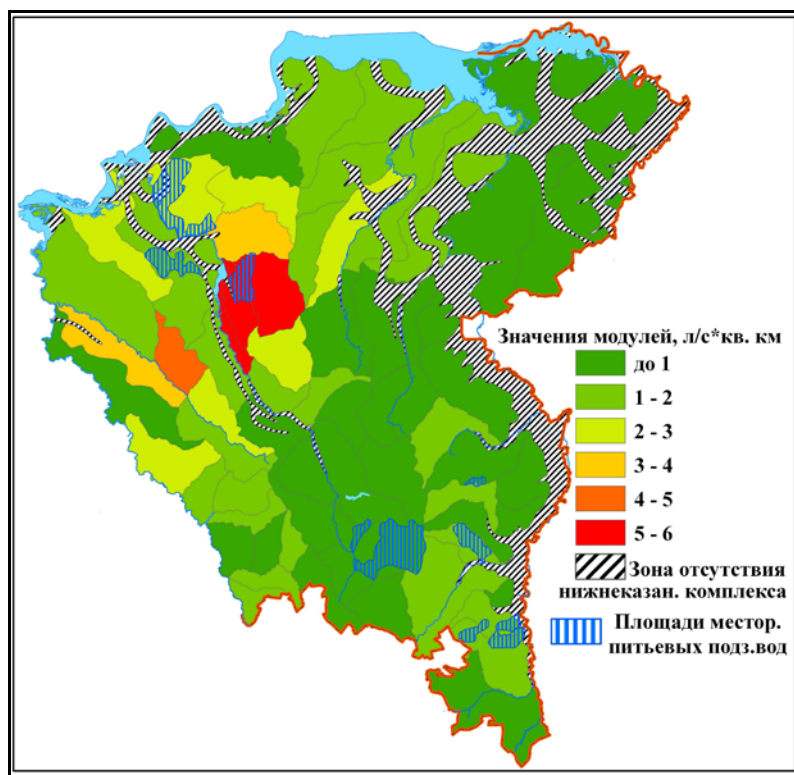 Значения модулей, л/с*кв. км
до 1
1 - 2
2 - 3
3 - 4
4 - 5
5 - 6
Зона отсутствия
нижнеказан. комплекса
Площади местор.
питьевых подз.вод